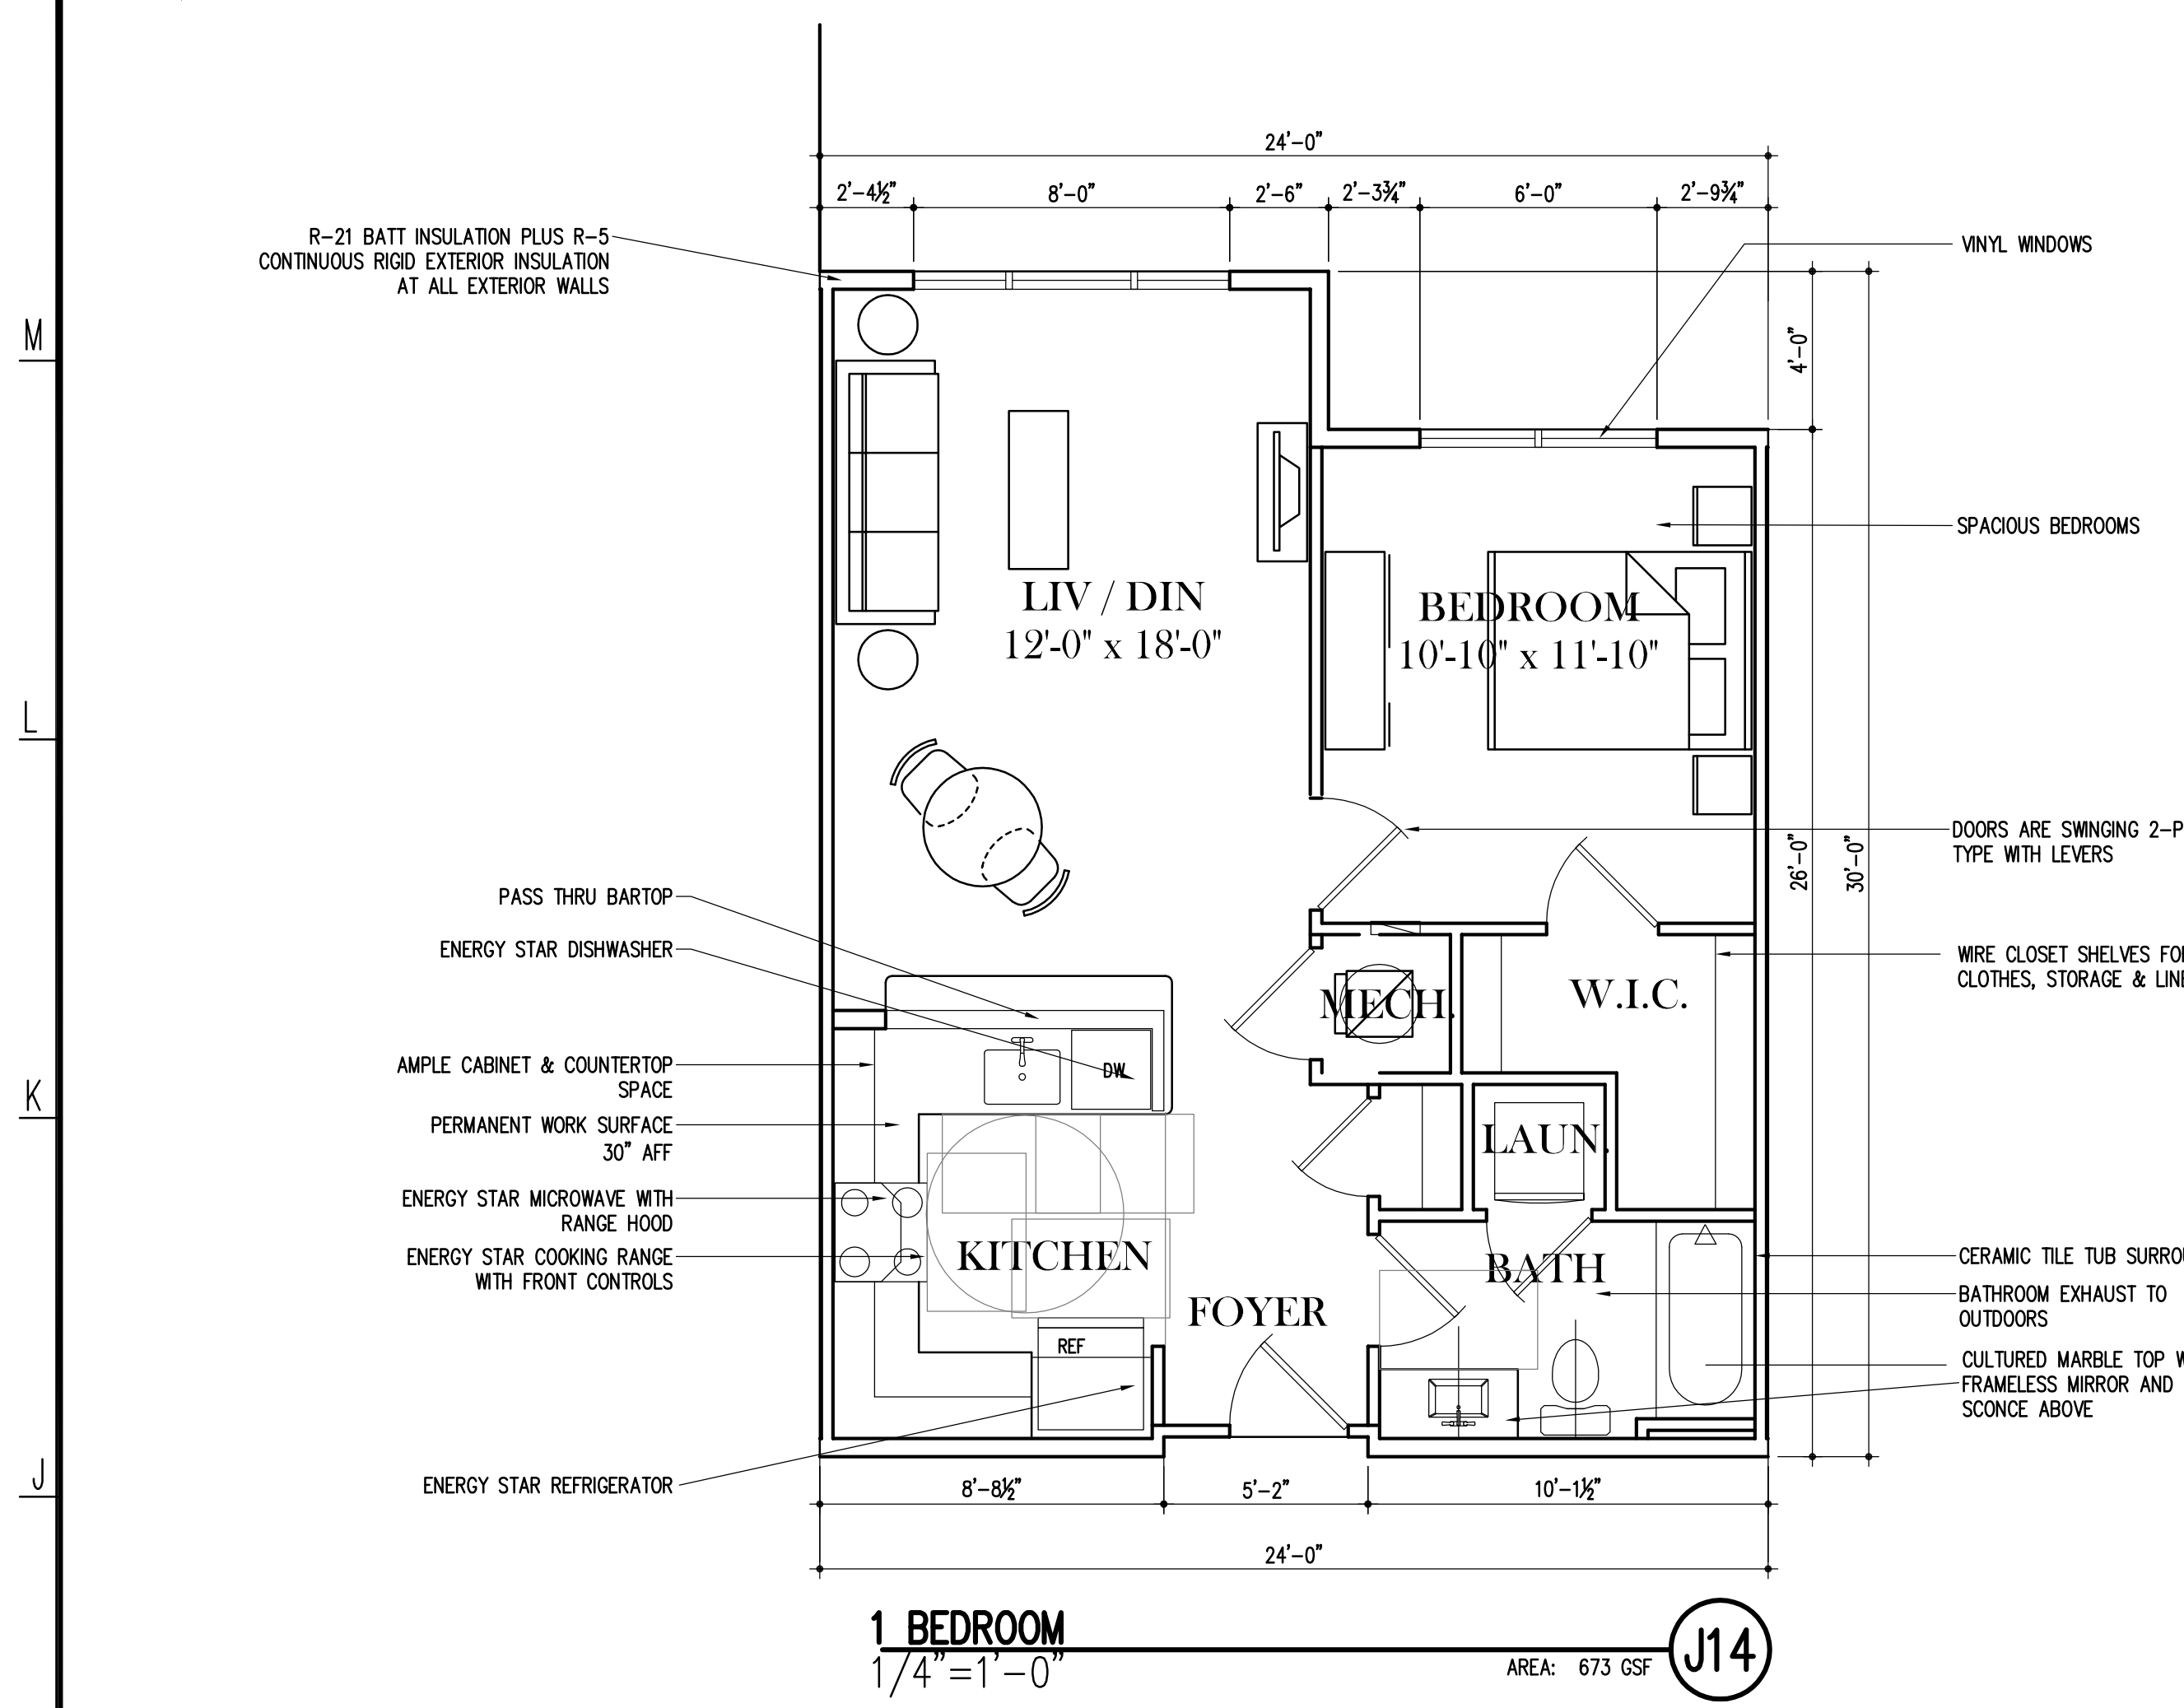 24'-0"
2'-4½" 8'-0" 2'-6" 2'-3¾" 6'-0" 2'-9¾"
R-21 BATT INSULATION PLUS R-5
CONTINUOUS RIGID EXTERIOR INSULATION
AT ALL EXTERIOR WALLS
VINYL WINDOWS
M
4'-0"
SPACIOUS BEDROOMS
LIV / DIN
12'-0" x 18'-0"
BEDROOM
10'-10" x 11'-10"
L
DOORS ARE SWINGING 2-P
TYPE WITH LEVERS
26'-0"
30'-0"
PASS THRU BARTOP
ENERGY STAR DISHWASHER
WIRE CLOSET SHELVES FO
CLOTHES, STORAGE & LIN
MECH.
W.I.C.
AMPLE CABINET & COUNTERTOP
SPACE
DW
K
PERMANENT WORK SURFACE
30" AFF
LAUN.
ENERGY STAR MICROWAVE WITH
RANGE HOOD
ENERGY STAR COOKING RANGE
WITH FRONT CONTROLS
KITCHEN
BATH
FOYER
CERAMIC TILE TUB SURRO
BATHROOM EXHAUST TO
OUTDOORS
REF
CULTURED MARBLE TOP W
FRAMELESS MIRROR AND
SCONCE ABOVE
J
ENERGY STAR REFRIGERATOR
8'-8½" 5'-2" 10'-1½"
24'-0"
1 BEDROOM
1/4"=1'-0"
AREA: 673 GSF
J14